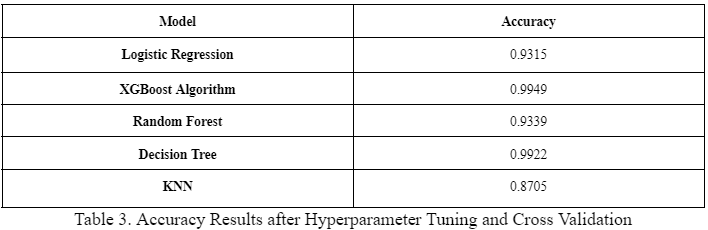 Model Accuracy
Logistic Regression 0.9315
XGBoost Algorithm 0.9949
Random Forest 0.9339
Decision Tree 0.9922
KNN 0.8705
Table 3. Accuracy Results after Hyperparameter Tuning and Cross Validation